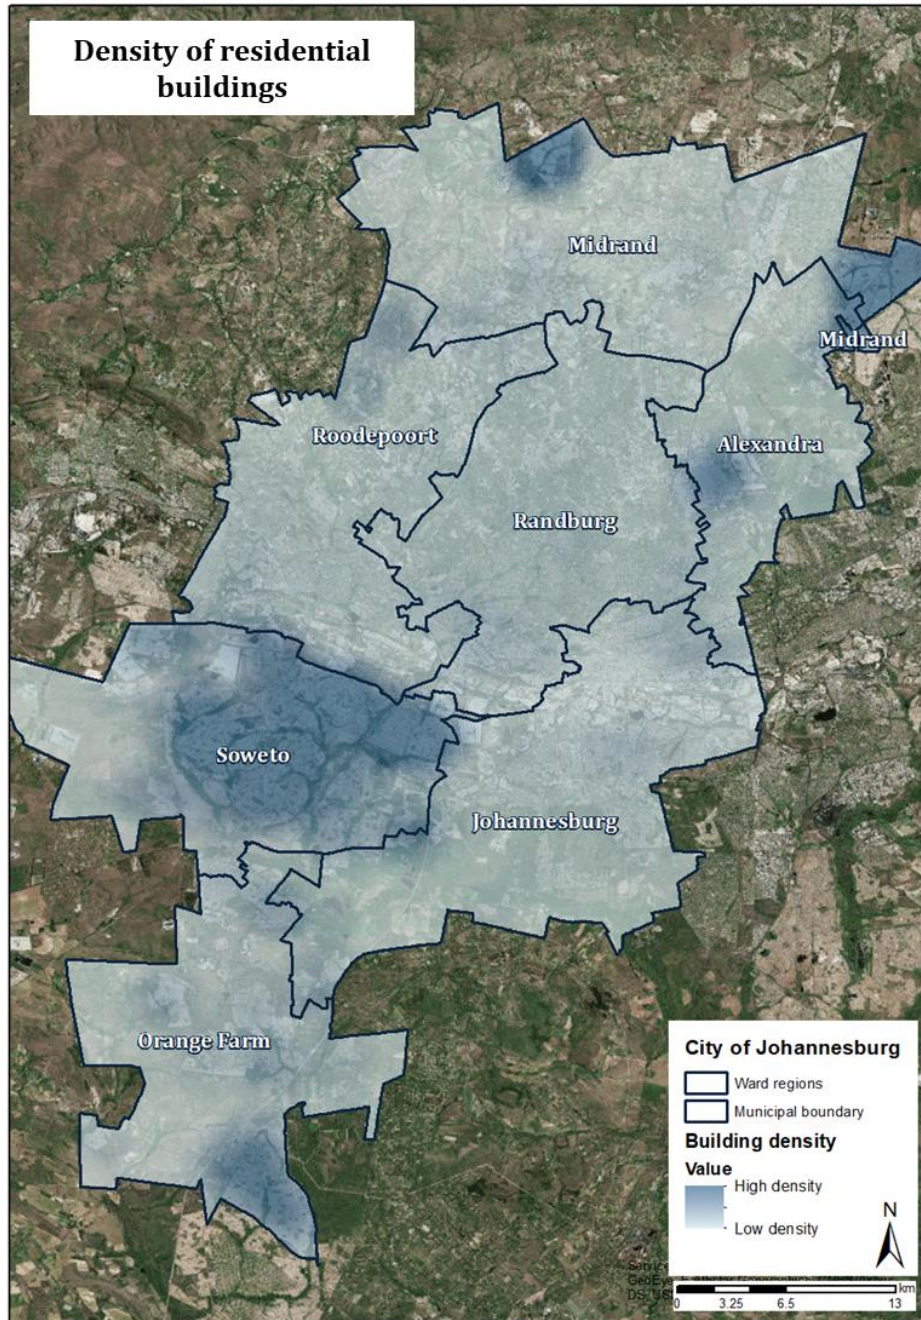 Density of residential
buildings
Midrand
Midrand
Roodepoort
Alexandra
Randburg
Soweto
Johannesburg
Orange Farm
City of Johannesburg
Ward regions
Municipal boundary
Building density
Value
High density
Low density
N
km
0 3.25 6.5 13